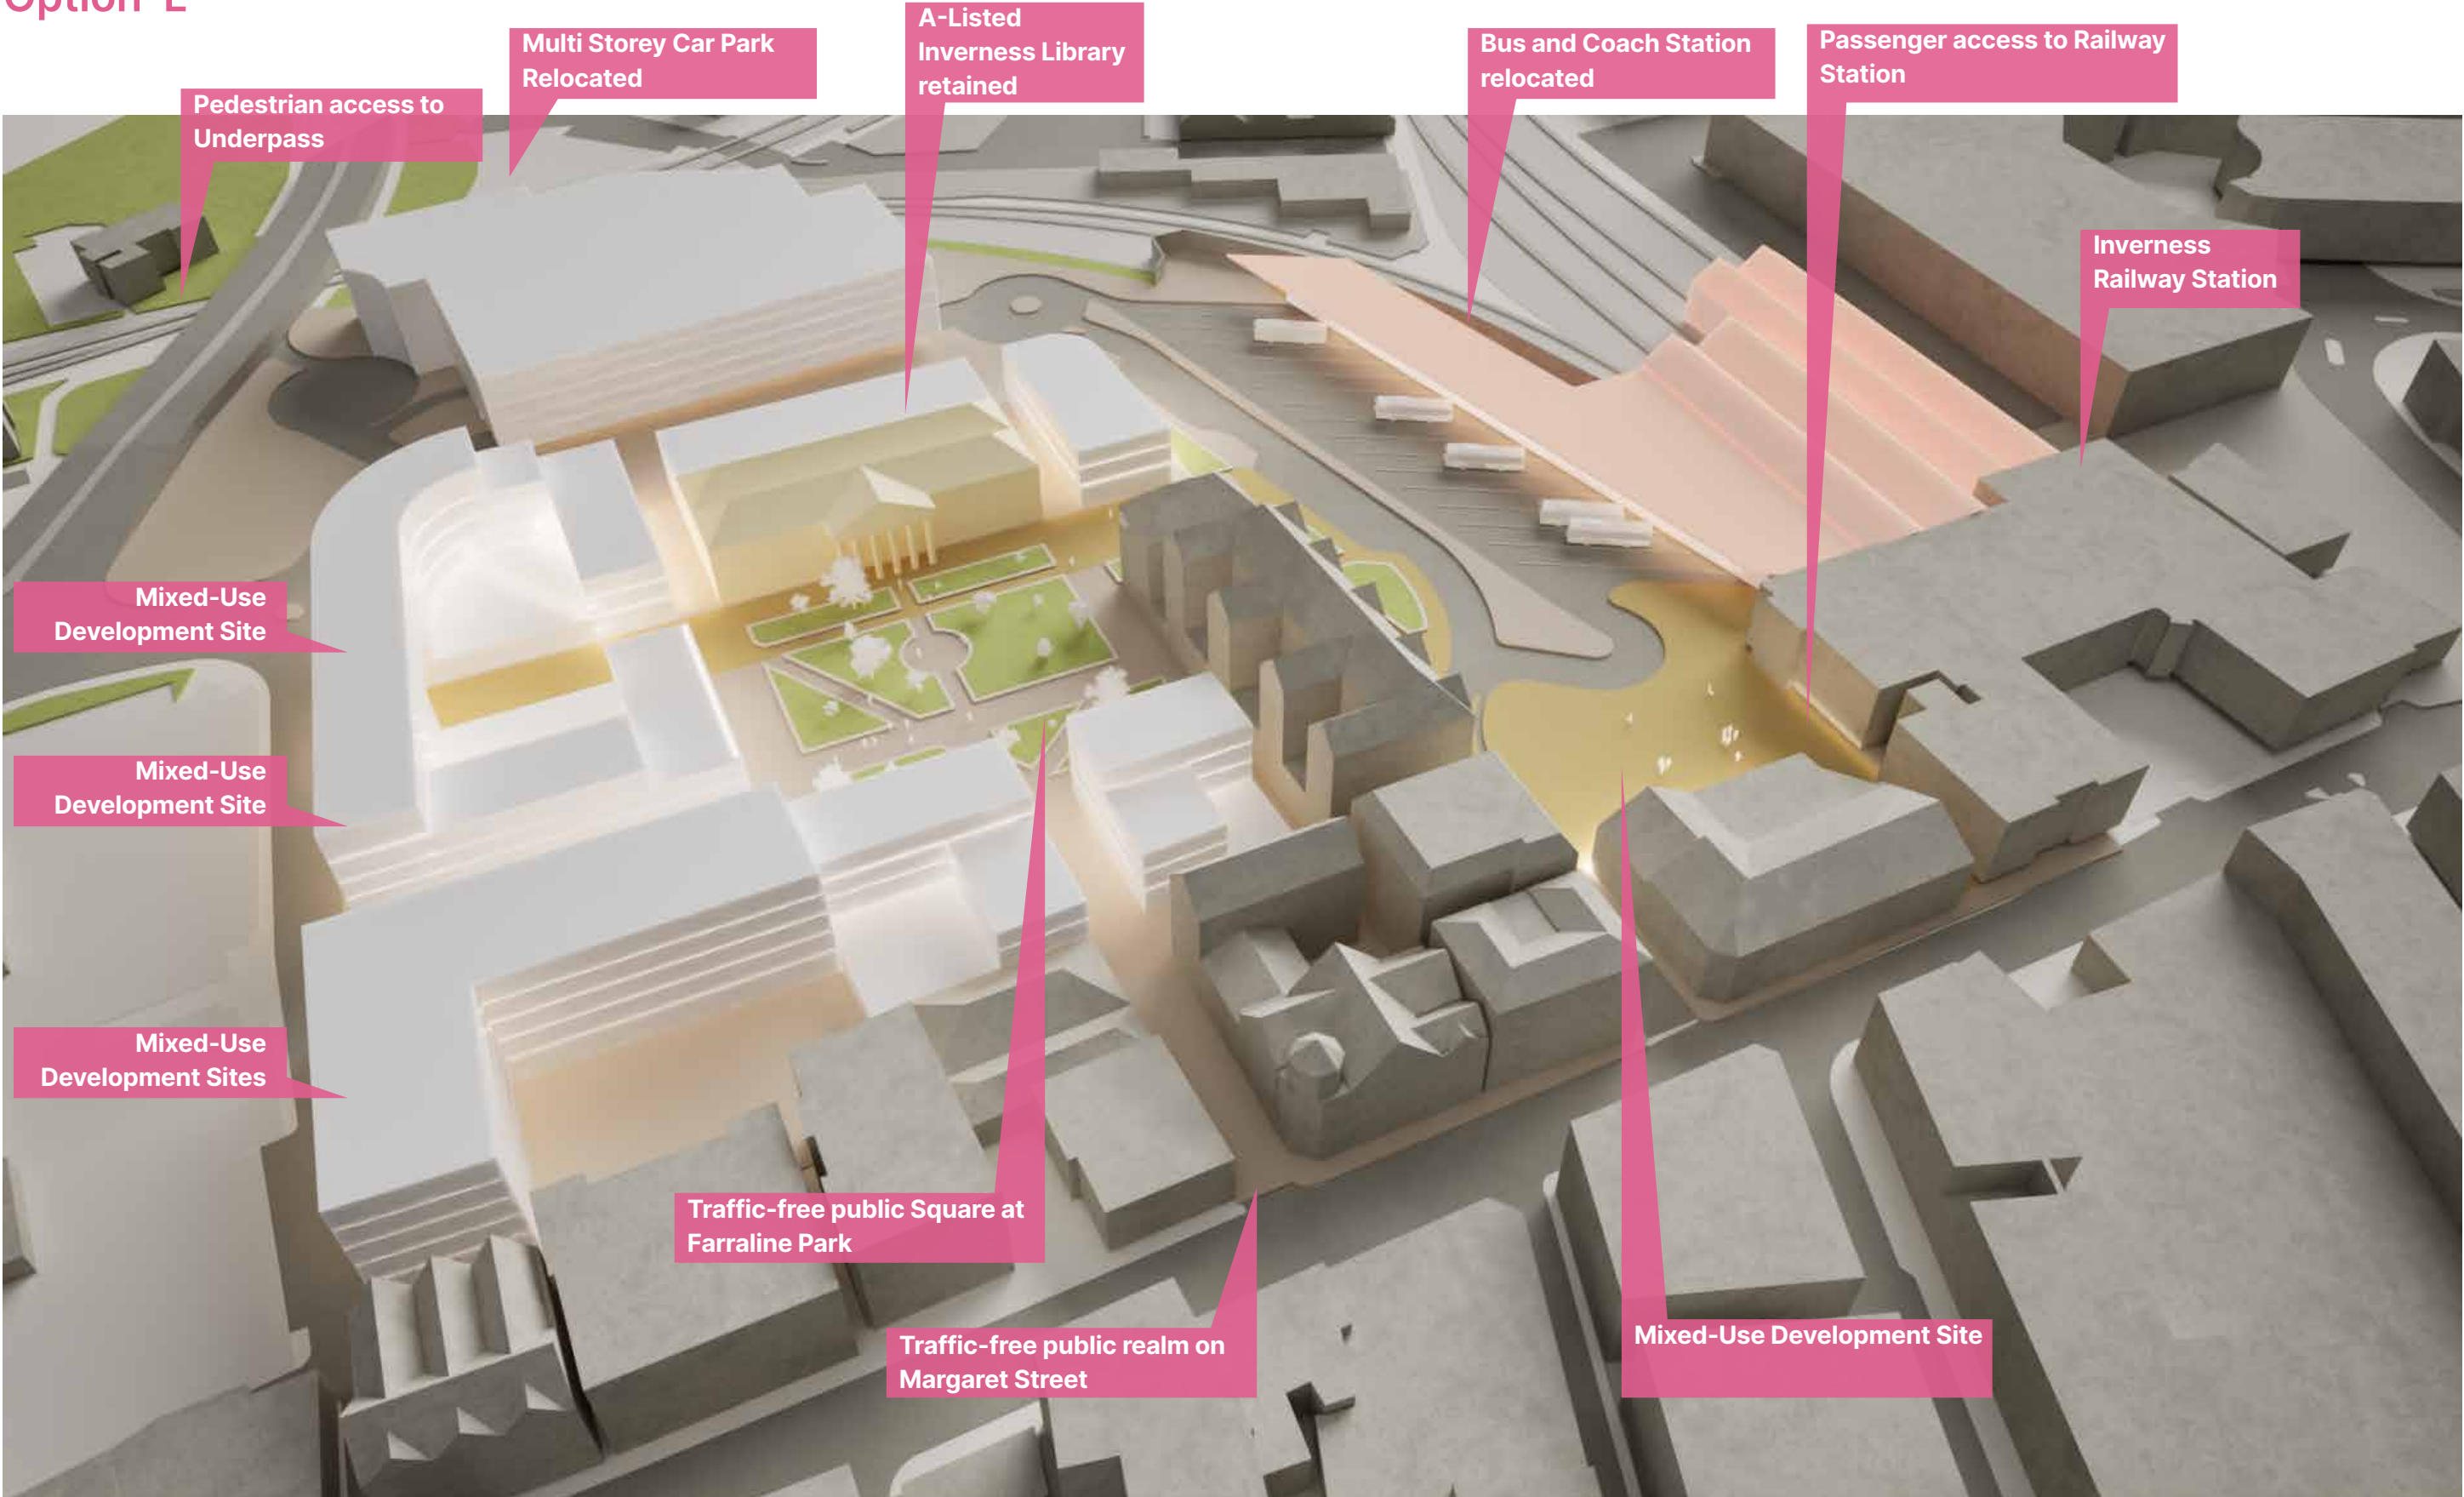 Option
A-Listed
Inverness Library
retained
Multi Storey Car Park
Relocated
Bus and Coach Station
relocated
Passenger access to Railway
Station
Pedestrian access to
Underpass
Inverness
Railway Station
Mixed-Use
Development Site
Mixed-Use
Development Site
Mixed-Use
Development Sites
Traffic-free public Square at
Farraline Park
Traffic-free public realm on
Margaret Street
Mixed-Use Development Site